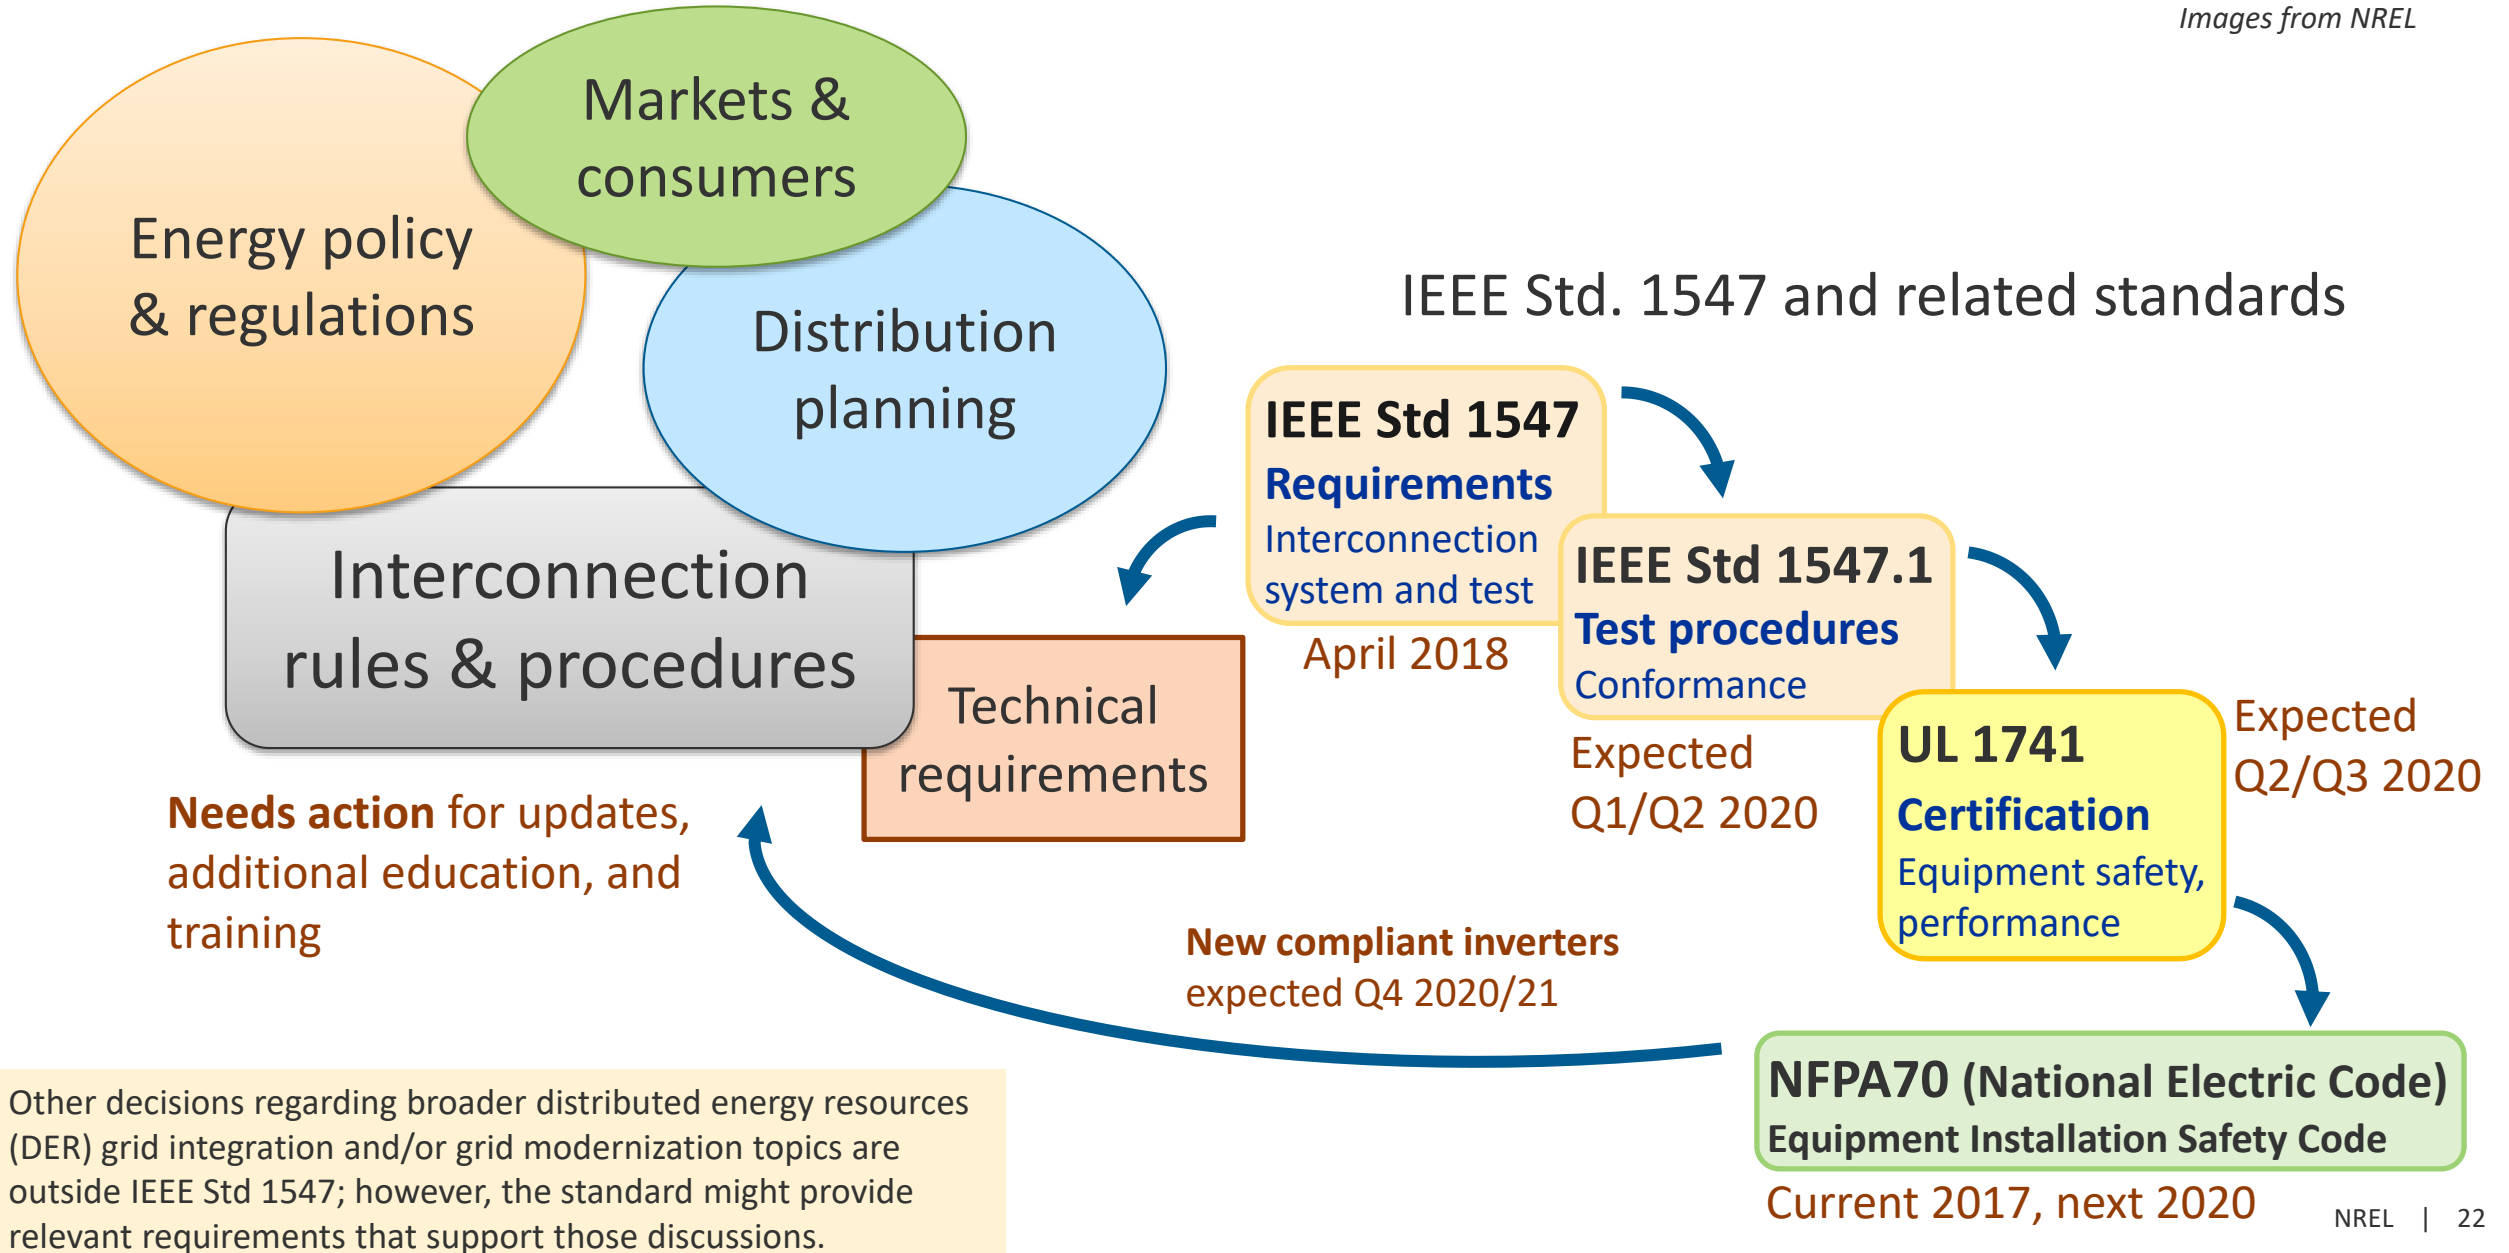 Images from NREL
Markets &
consumers
Energy policy
& regulations
Distribution
planning
Interconnection
rules & procedures
Technical
requirements
Needs action for updates,
additional education, and
training
IEEE Std. 1547 and related standards
IEEE Std 1547
Requirements
Interconnection
system and test
April 2018
IEEE Std 1547.1
Test procedures
Conformance
Expected
Q1/Q2 2020
UL 1741
Certification
Equipment safety,
performance
Expected
Q2/Q3 2020
New compliant inverters
expected Q4 2020/21
NFPA70 (National Electric Code)
Equipment Installation Safety Code
Current 2017, next 2020
Other decisions regarding broader distributed energy resources
(DER) grid integration and/or grid modernization topics are
outside IEEE Std 1547; however, the standard might provide
relevant requirements that support those discussions.
NREL | 22